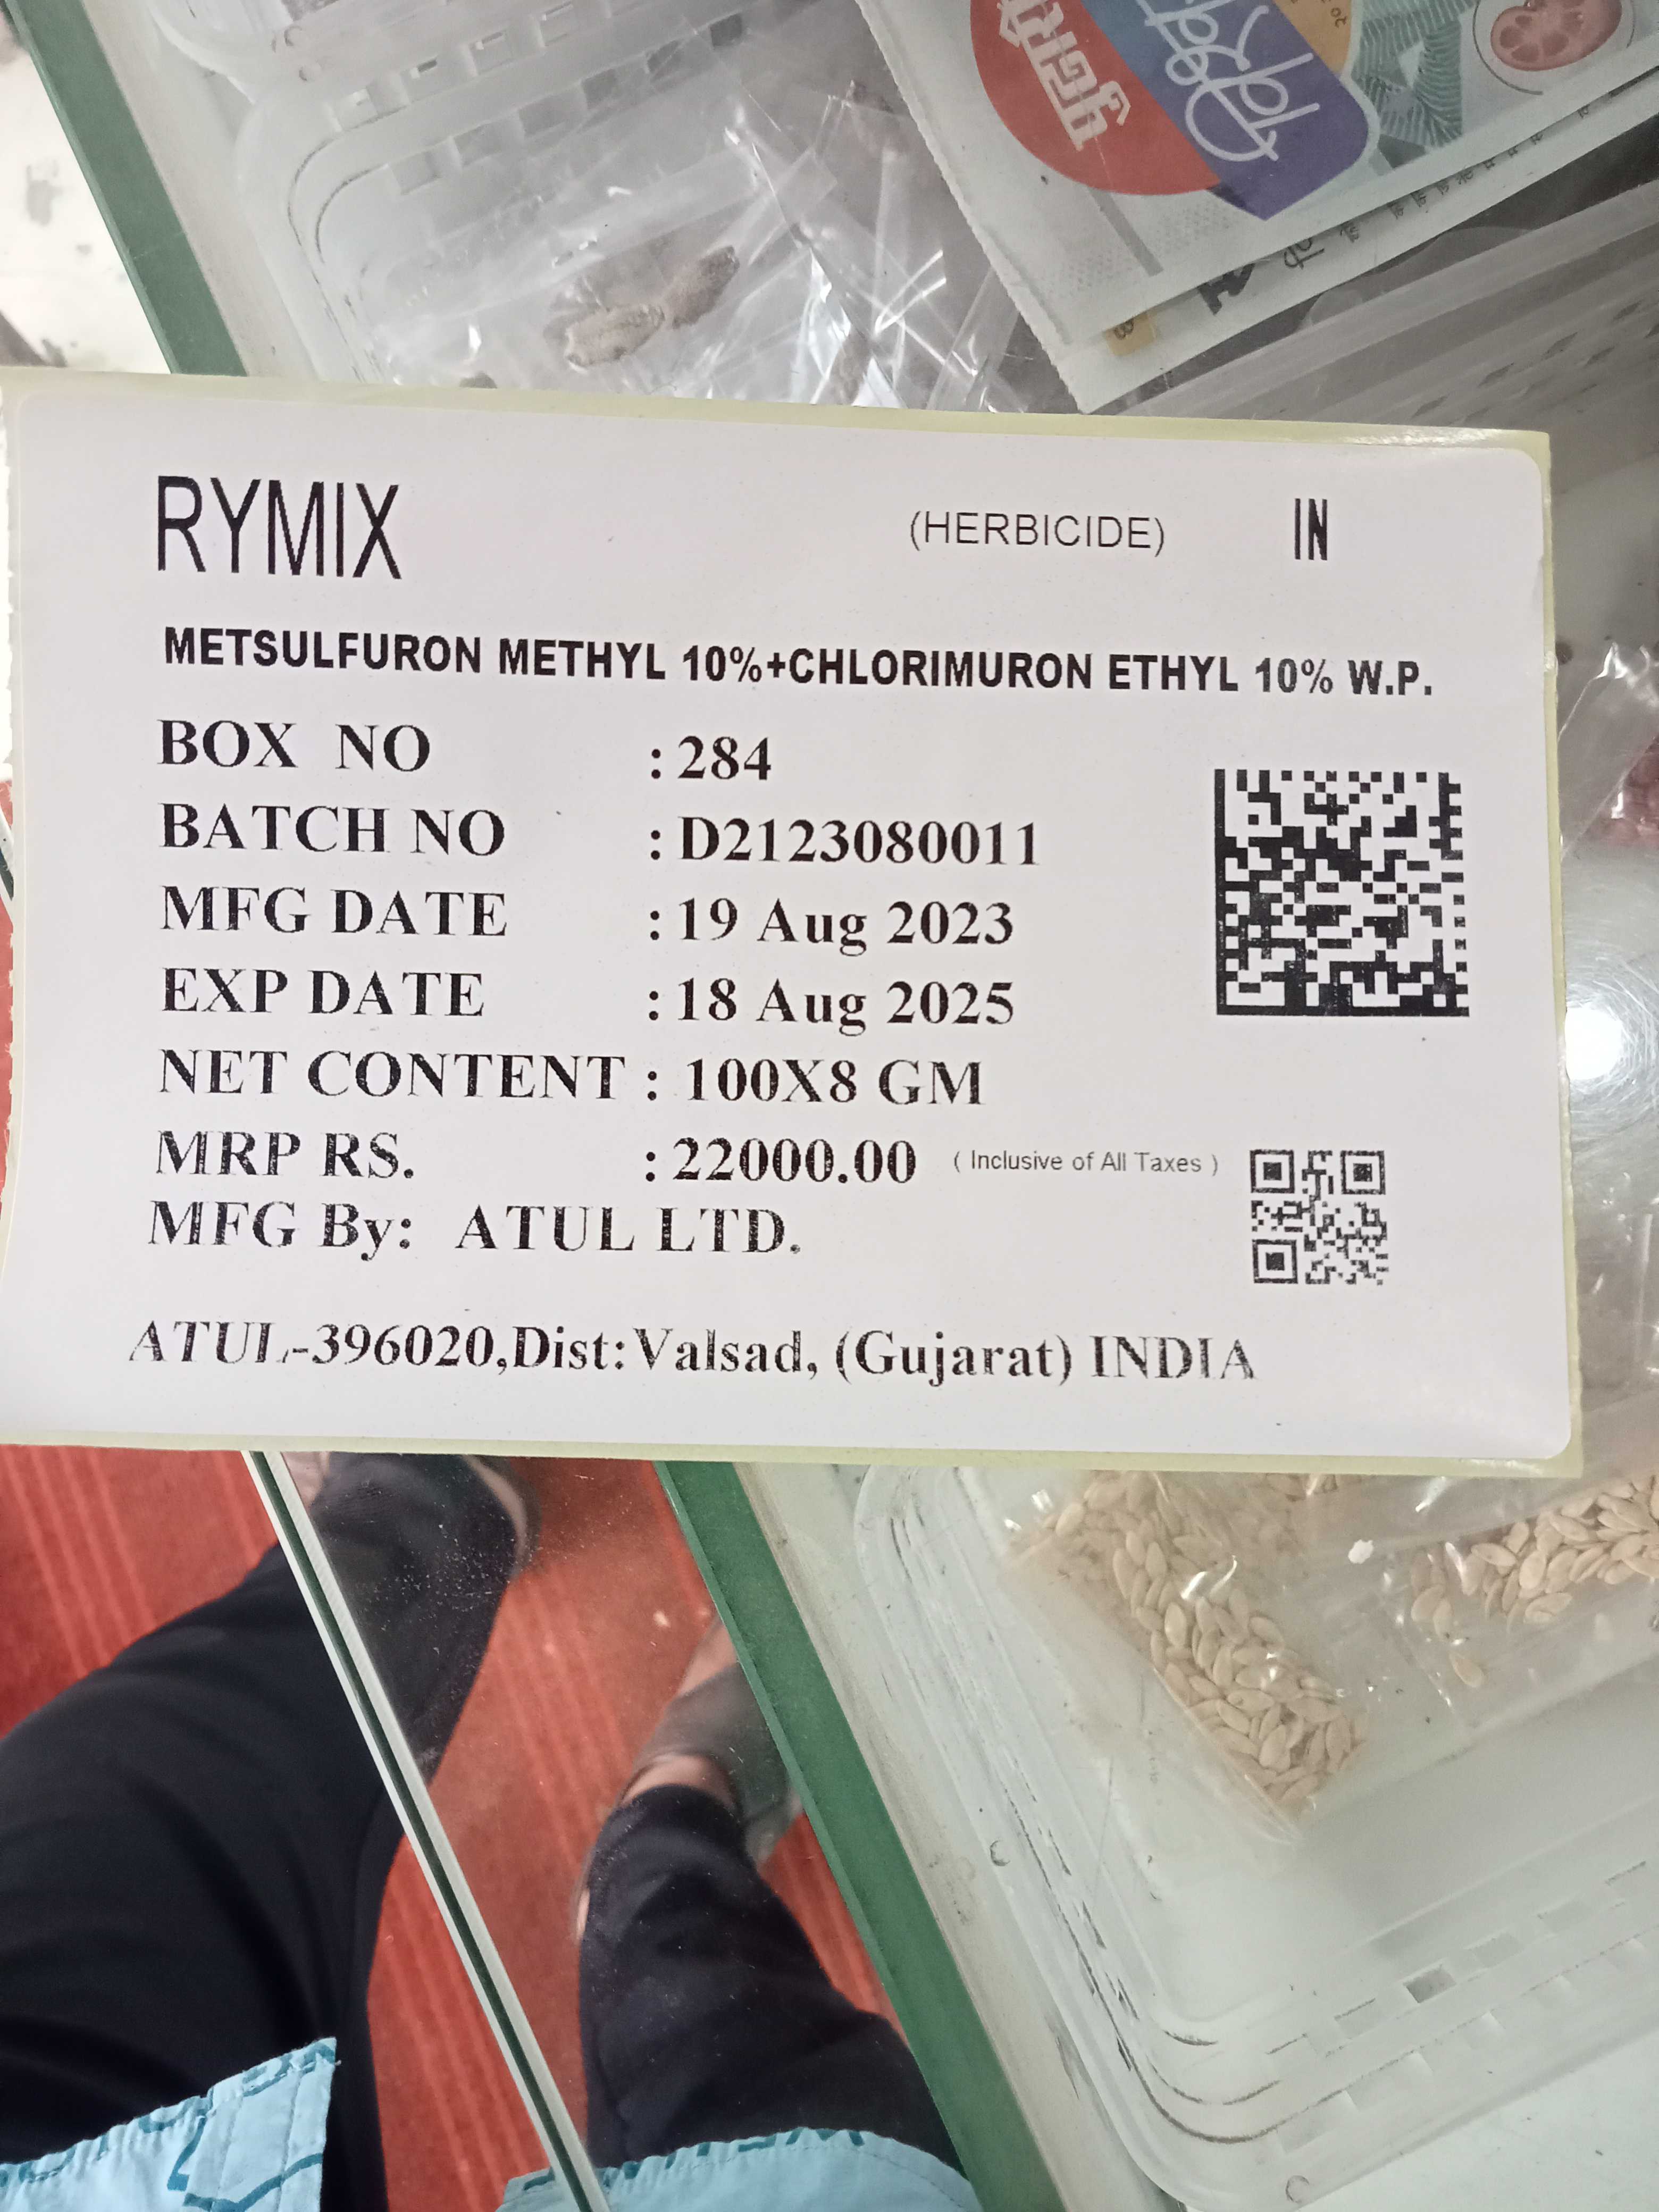 RYMIX (HERBICIDE) IN
METSULFURON METHYL 10%+CHLORIMURON ETHYL 10% W.P.
BOX NO : 284
BATCH NO : D2123080011
MFG DATE : 19 Aug 2023
EXP DATE : 18 Aug 2025
NET CONTENT : 100X8 GM
MRP RS. : 22000.00 ( Inclusive of All Taxes )
MFG By: ATUL LTD.
ATUL-396020,Dist:Valsad, (Gujarat) INDIA